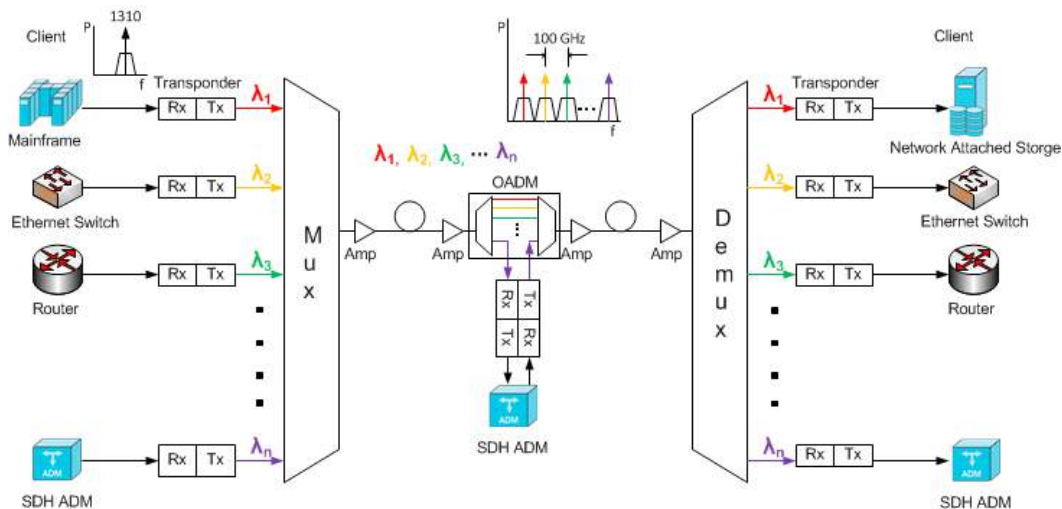 1310
P
f
Client
Transponder
Rx Tx
λ1
Mainframe
Rx Tx
λ2
Ethernet Switch
Rx Tx
λ3
Router
Rx Tx
λn
ADM
SDH ADM
Mux
Amp
Amp
P
100 GHz
f
λ1, λ2, λ3, ··· λn
OADM
Rx Tx
Tx Rx
ADM
SDH ADM
Amp
Amp
Demux
Client
Transponder
λ1
Rx Tx
Network Attached Storge
λ2
Rx Tx
Ethernet Switch
λ3
Rx Tx
Router
λn
Rx Tx
ADM
SDH ADM